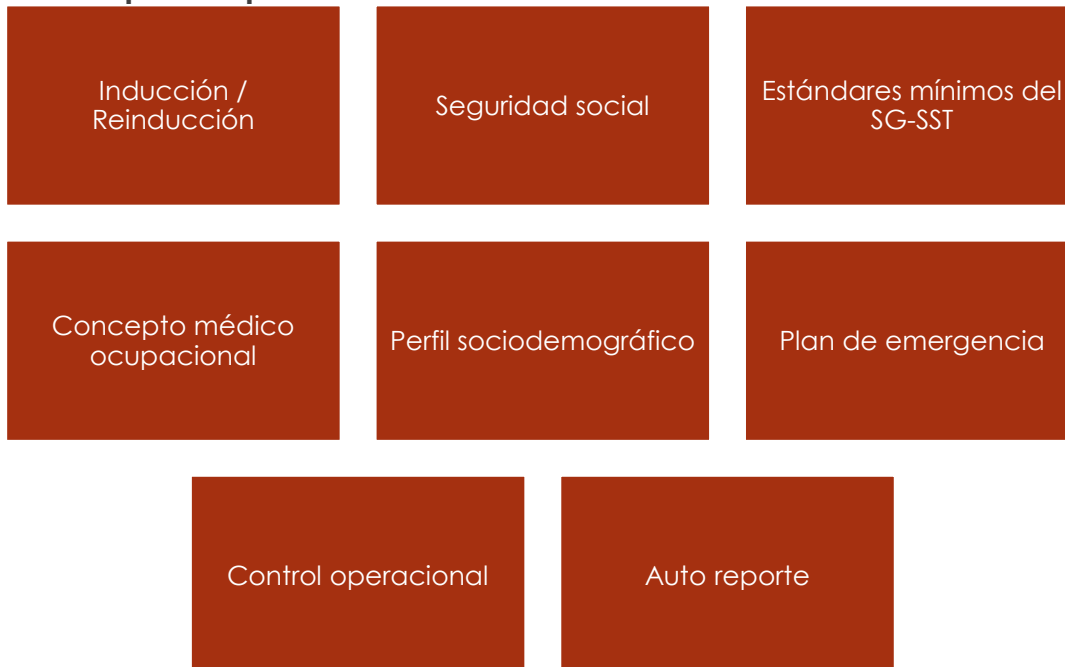 Inducción /
Reinducción
Seguridad social
Estándares mínimos del
SG-SST
Concepto médico
ocupacional
Perfil sociodemográfico
Plan de emergencia
Control operacional
Auto reporte